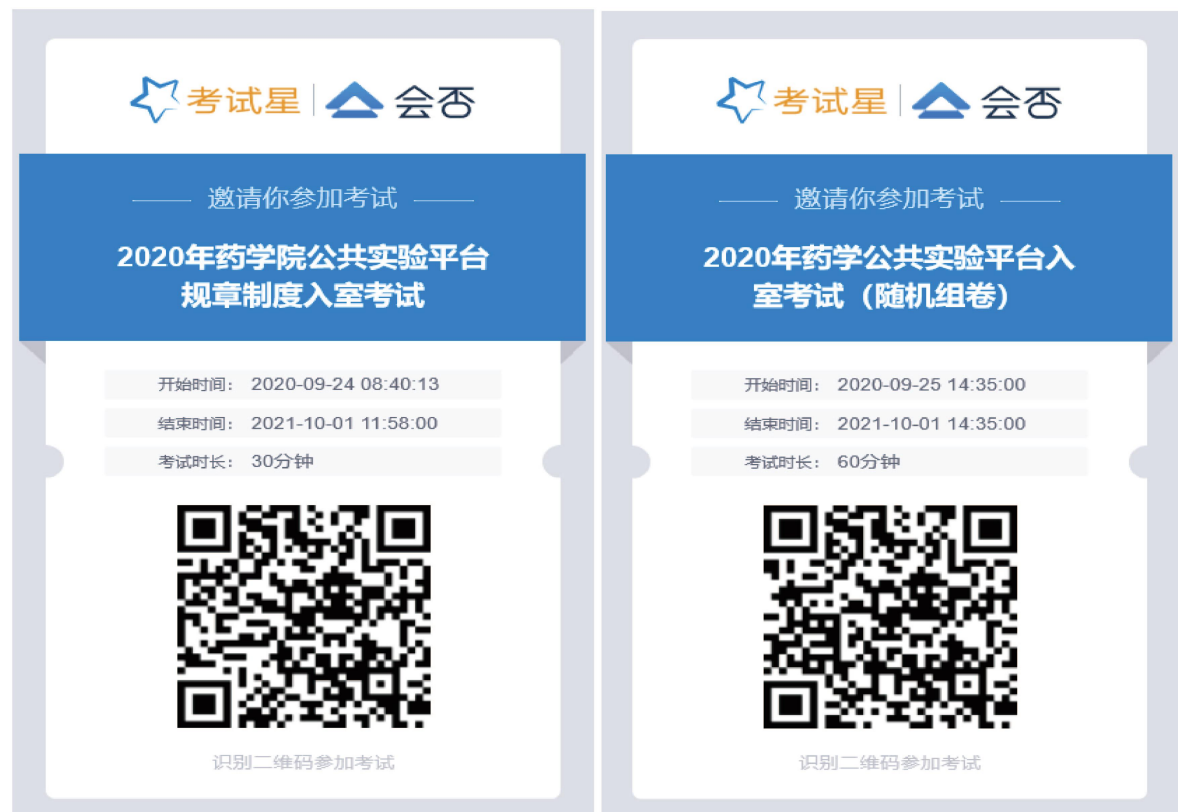 考试星 会否
邀请你参加考试
2020年药学院公共实验平台
规章制度入室考试
开始时间： 2020-09-24 08:40:13
结束时间： 2021-10-01 11:58:00
考试时长： 30分钟
识别二维码参加考试
考试星 会否
邀请你参加考试
2020年药学公共实验平台入
室考试（随机组卷）
开始时间： 2020-09-25 14:35:00
结束时间： 2021-10-01 14:35:00
考试时长： 60分钟
识别二维码参加考试